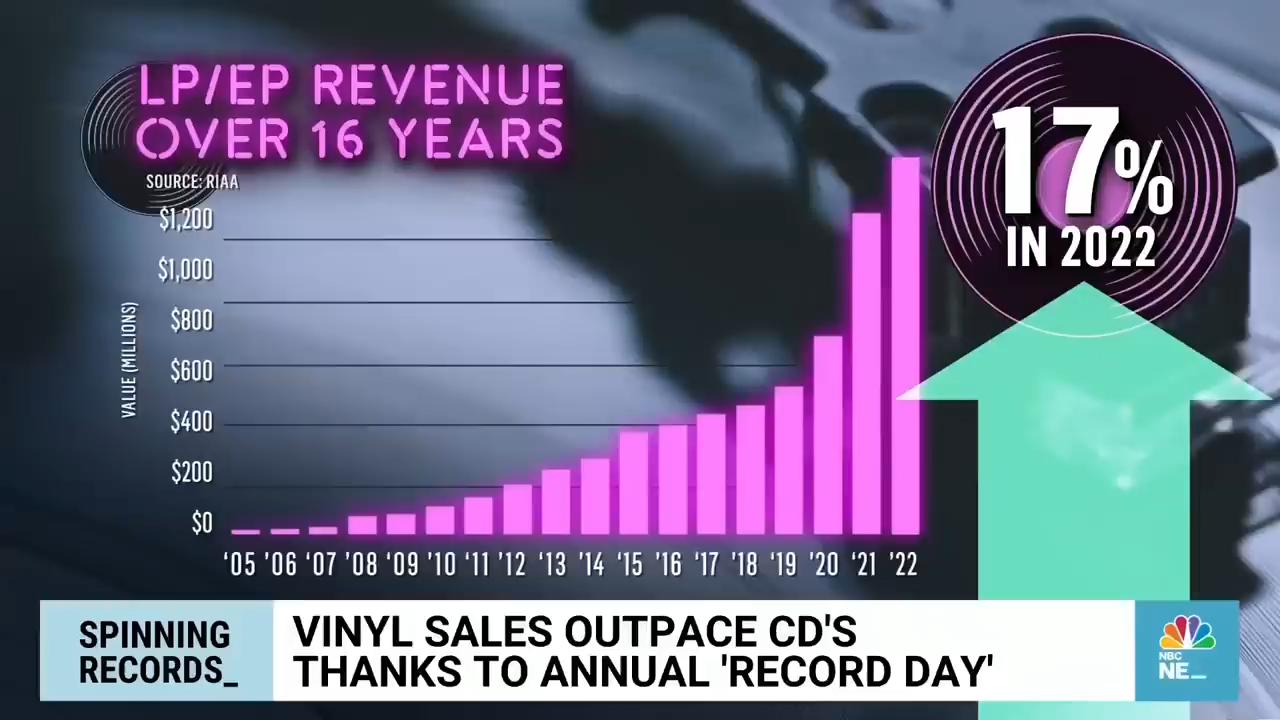 LP/EP REVENUE
OVER 16 YEARS
SOURCE: RIAA
17%
IN 2022
VALUE (MILLIONS)
$1,200
$1,000
$800
$600
$400
$200
$0
‘05 ’06 ‘07 ’08 ‘09 ’10 ‘11 ’12 ‘13 ’14 ‘15 ’16 ‘17 ’18 ‘19 ’20 ‘21 ’22
SPINNING
RECORDS_
VINYL SALES OUTPACE CD'S
THANKS TO ANNUAL 'RECORD DAY'
NBC
NE_